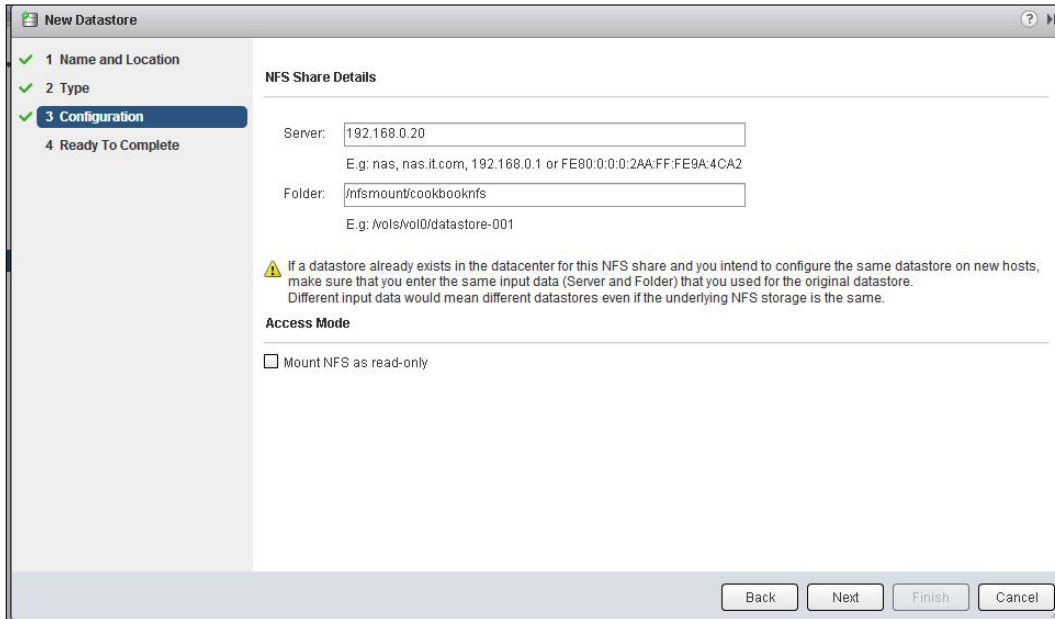 New Datastore
?
1 Name and Location
2 Type
3 Configuration
4 Ready To Complete
NFS Share Details
Server: 192.168.0.20
E.g: nas, nas.it.com, 192.168.0.1 or FE80:0:0:0:2AA:FF:FE9A:4CA2
Folder: /nfsmount/cookbooknfs
E.g: /vols/vol0/datastore-001
If a datastore already exists in the datacenter for this NFS share and you intend to configure the same datastore on new hosts,
make sure that you enter the same input data (Server and Folder) that you used for the original datastore.
Different input data would mean different datastores even if the underlying NFS storage is the same.
Access Mode
Mount NFS as read-only
Back Next Finish Cancel